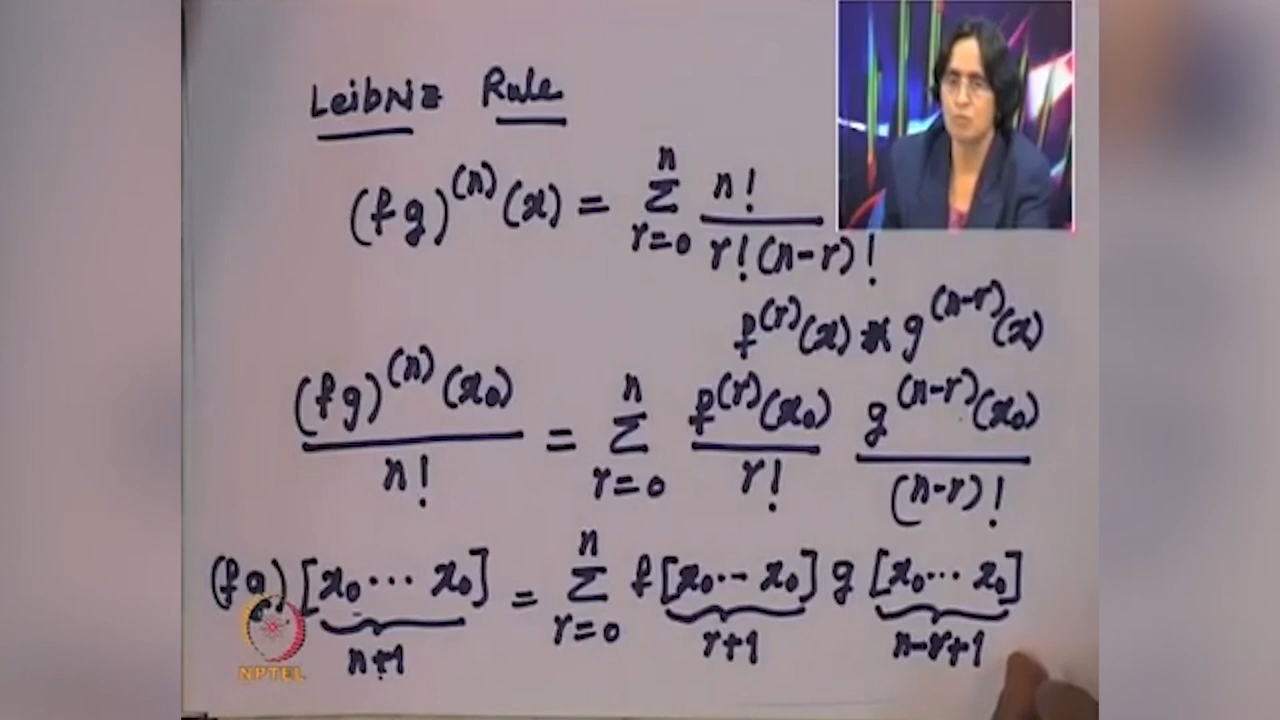 Leibniz Rule
(fg)^(n) (x) = Σ_{r=0}^{n} n! / r!(n-r)!
f^(r)(x) * g^(n-r)(x)
(fg)^(n) (x₀) / n! = Σ_{r=0}^{n} f^(r)(x₀) / r! g^(n-r)(x₀) / (n-r)!
(fg)[x₀ ... x₀] = Σ_{r=0}^{n} f[x₀ ... x₀] g[x₀ ... x₀]
n+1 r+1 n-r+1
NPTEL